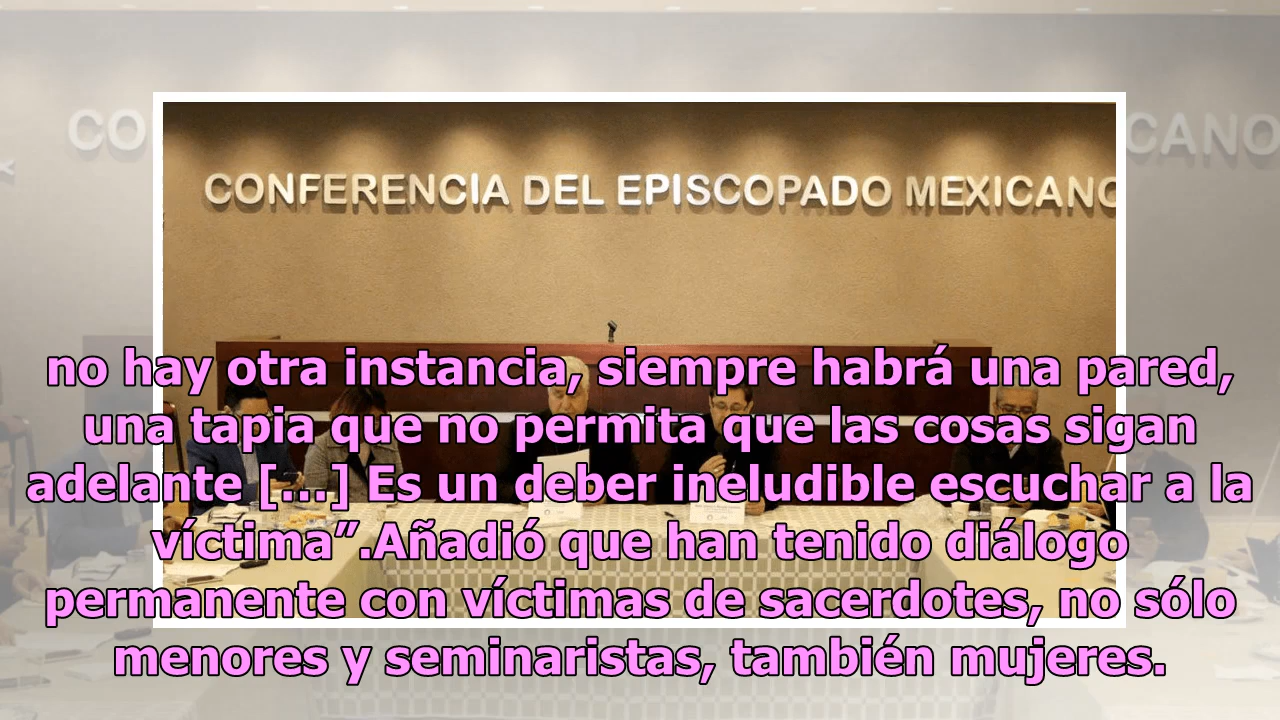 CONFERENCIA DEL EPISCOPADO MEXICANO
no hay otra instancia, siempre habrá una pared,
una tapia que no permita que las cosas sigan
adelante [...] Es un deber ineludible escuchar a la
víctima”.Añadió que han tenido diálogo
permanente con víctimas de sacerdotes, no sólo
menores y seminaristas, también mujeres.